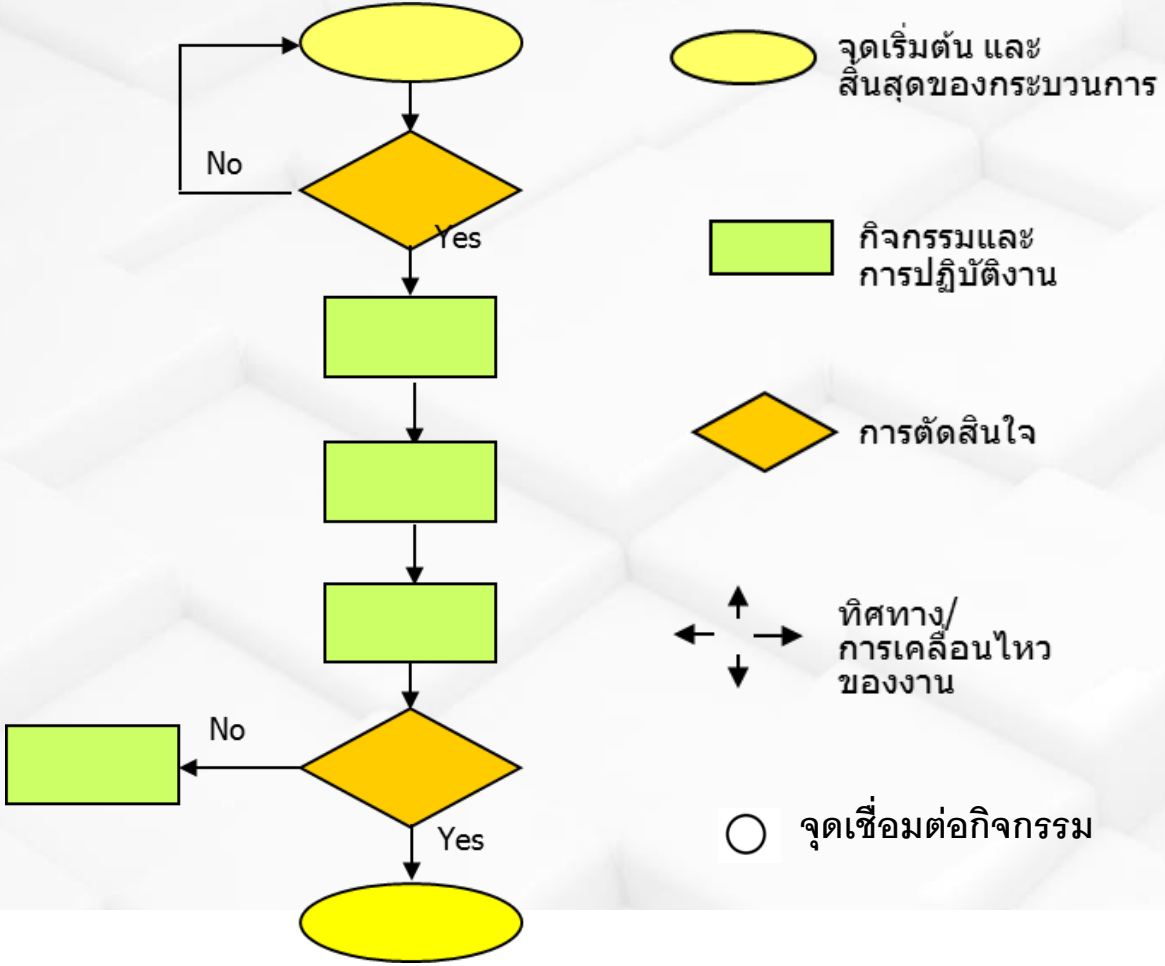 No
Yes
No
Yes
จุดเริ่มต้น และ
สิ้นสุดของกระบวนการ
กิจกรรมและ
การปฏิบัติงาน
การตัดสินใจ
ทิศทาง/
การเคลื่อนไหว
ของงาน
จุดเชื่อมต่อกิจกรรม